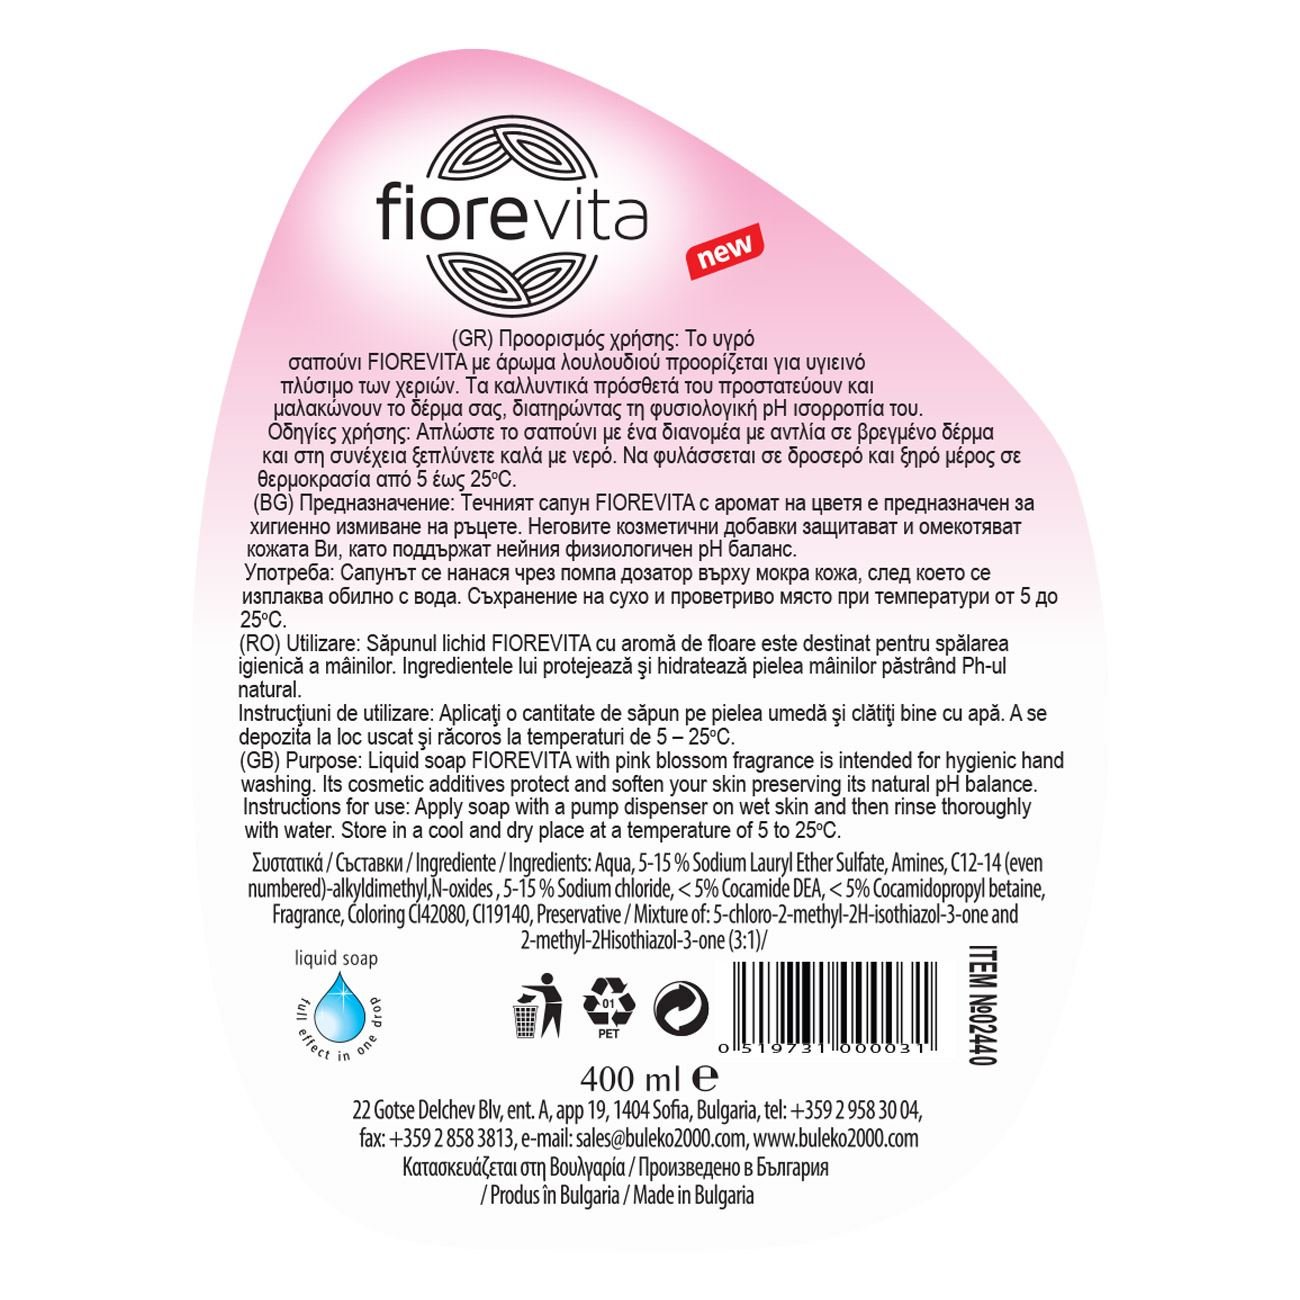 fiorevita
new
(GR) Προορισμός χρήσης: Το υγρό
σαπούνι FIOREVITA με άρωμα λουλουδιού προορίζεται για υγιεινό
πλύσιμο των χεριών. Τα καλλυντικά πρόσθετά του προστατεύουν και
μαλακώνουν το δέρμα σας, διατηρώντας τη φυσιολογική pH ισορροπία του.
Οδηγίες χρήσης: Απλώστε το σαπούνι με ένα διανομέα με αντλία σε βρεγμένο δέρμα
και στη συνέχεια ξεπλύνετε καλά με νερό. Να φυλάσσεται σε δροσερό και ξηρό μέρος σε
θερμοκρασία από 5 έως 25ºC.
(BG) Предназначение: Течният сапун FIOREVITA с аромат на цветя е предназначен за
хигиенно измиване на ръцете. Неговите козметични добавки защитават и омекотяват
кожата Ви, като поддържат нейния физиологичен pH баланс.
Употреба: Сапунът се нанася чрез помпа дозатор върху мокра кожа, след което се
изплаква обилно с вода. Съхранение на сухо и проветриво място при температури от 5 до
25ºC.
(RO) Utilizare: Săpunul lichid FIOREVITA cu aromă de floare este destinat pentru spălarea
igienică a mâinilor. Ingredientele lui protejează şi hidratează pielea mâinilor păstrând Ph-ul
natural.
Instrucţiuni de utilizare: Aplicaţi o cantitate de săpun pe pielea umedă şi clătiţi bine cu apă. A se
depozita la loc uscat şi răcoros la temperaturi de 5 – 25ºC.
(GB) Purpose: Liquid soap FIOREVITA with pink blossom fragrance is intended for hygienic hand
washing. Its cosmetic additives protect and soften your skin preserving its natural pH balance.
Instructions for use: Apply soap with a pump dispenser on wet skin and then rinse thoroughly
with water. Store in a cool and dry place at a temperature of 5 to 25ºC.
Συστατικά / Съставки / Ingrediente / Ingredients: Aqua, 5-15 % Sodium Lauryl Ether Sulfate, Amines, C12-14 (even
numbered)-alkyldimethyl,N-oxides , 5-15 % Sodium chloride, < 5% Cocamide DEA, < 5% Cocamidopropyl betaine,
Fragrance, Coloring CI42080, CI19140, Preservative / Mixture of: 5-chloro-2-methyl-2H-isothiazol-3-one and
2-methyl-2Hisothiazol-3-one (3:1)/
liquid soap
full effect in one drop
01
PET
0 519731 000031
ITEM №02440
400 ml ℮
22 Gotse Delchev Blv, ent. A, app 19, 1404 Sofia, Bulgaria, tel: +359 2 958 30 04,
fax: +359 2 858 3813, e-mail: sales@buleko2000.com, www.buleko2000.com
Κατασκευάζεται στη Βουλγαρία / Произведено в България
/ Produs în Bulgaria / Made in Bulgaria